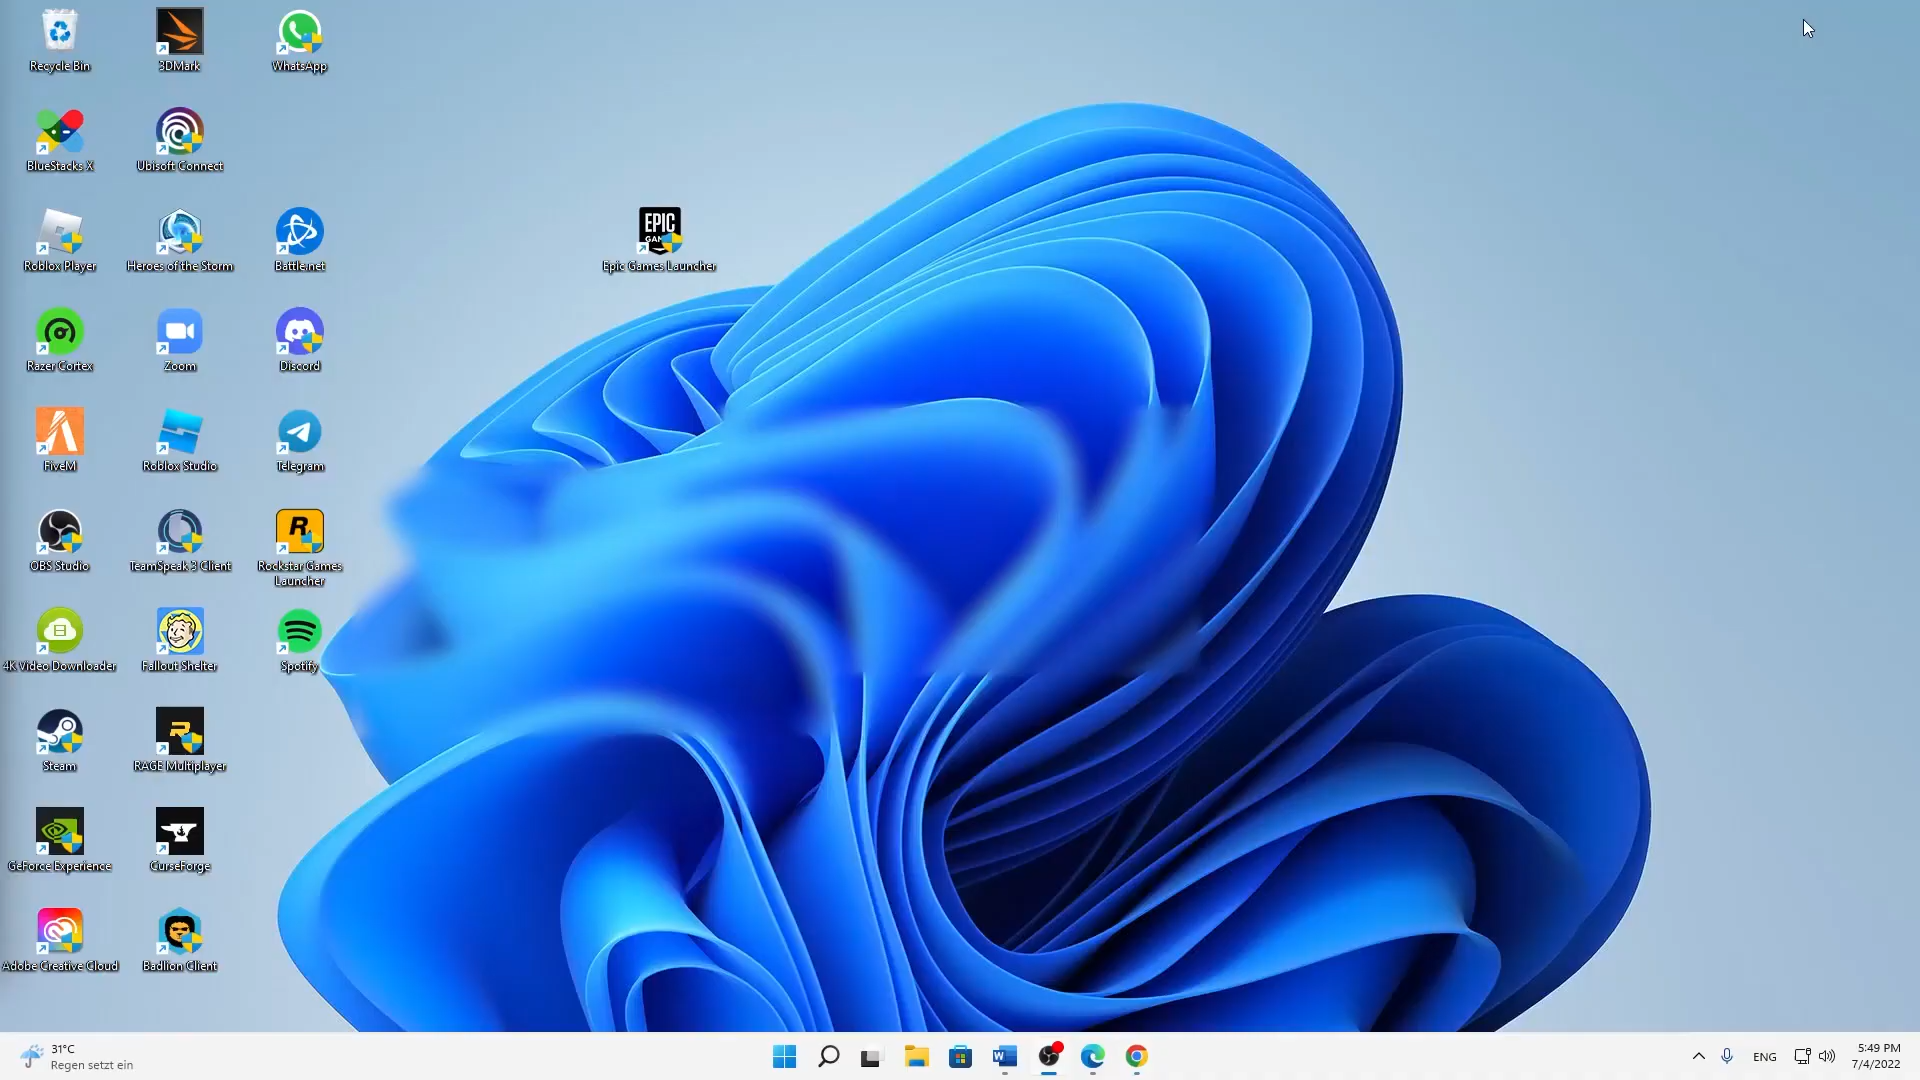 Recycle Bin
3DMark
WhatsApp
BlueStacks X
Ubisoft Connect
Roblox Player
Heroes of the Storm
Battle.net
EPIC
GAMES
Epic Games Launcher
Razer Cortex
Zoom
Discord
FiveM
Roblox Studio
Telegram
OBS Studio
TeamSpeak 3 Client
Rockstar Games
Launcher
4K Video Downloader
Fallout Shelter
Spotify
Steam
RAGE Multiplayer
GeForce Experience
CurseForge
Adobe Creative Cloud
Badlion Client
31°C
Regen setzt ein
ENG
5:49 PM
7/4/2022